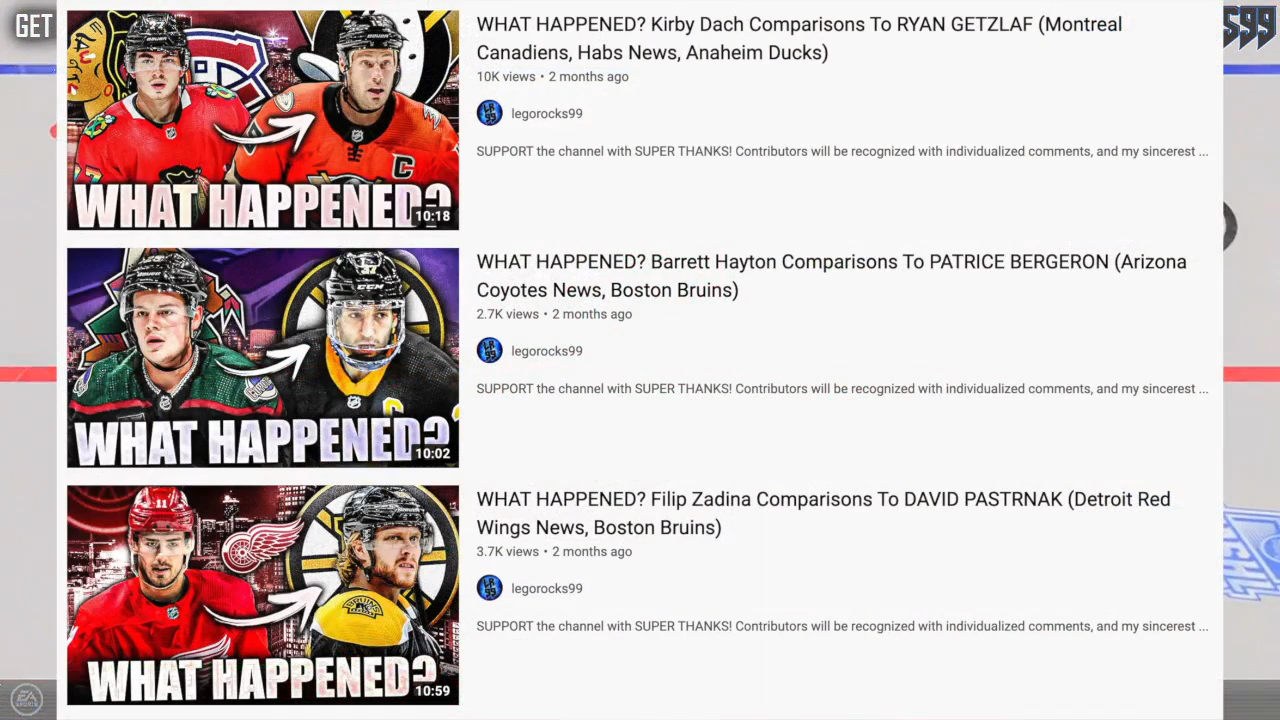 GET
S99
WHAT HAPPENED? Kirby Dach Comparisons To RYAN GETZLAF (Montreal
Canadiens, Habs News, Anaheim Ducks)
10K views • 2 months ago
legorocks99
SUPPORT the channel with SUPER THANKS! Contributors will be recognized with individualized comments, and my sincerest ...
WHAT HAPPENED?
10:18
WHAT HAPPENED? Barrett Hayton Comparisons To PATRICE BERGERON (Arizona
Coyotes News, Boston Bruins)
2.7K views • 2 months ago
legorocks99
SUPPORT the channel with SUPER THANKS! Contributors will be recognized with individualized comments, and my sincerest ...
WHAT HAPPENED?
10:02
WHAT HAPPENED? Filip Zadina Comparisons To DAVID PASTRNAK (Detroit Red
Wings News, Boston Bruins)
3.7K views • 2 months ago
legorocks99
SUPPORT the channel with SUPER THANKS! Contributors will be recognized with individualized comments, and my sincerest ...
WHAT HAPPENED?
10:59